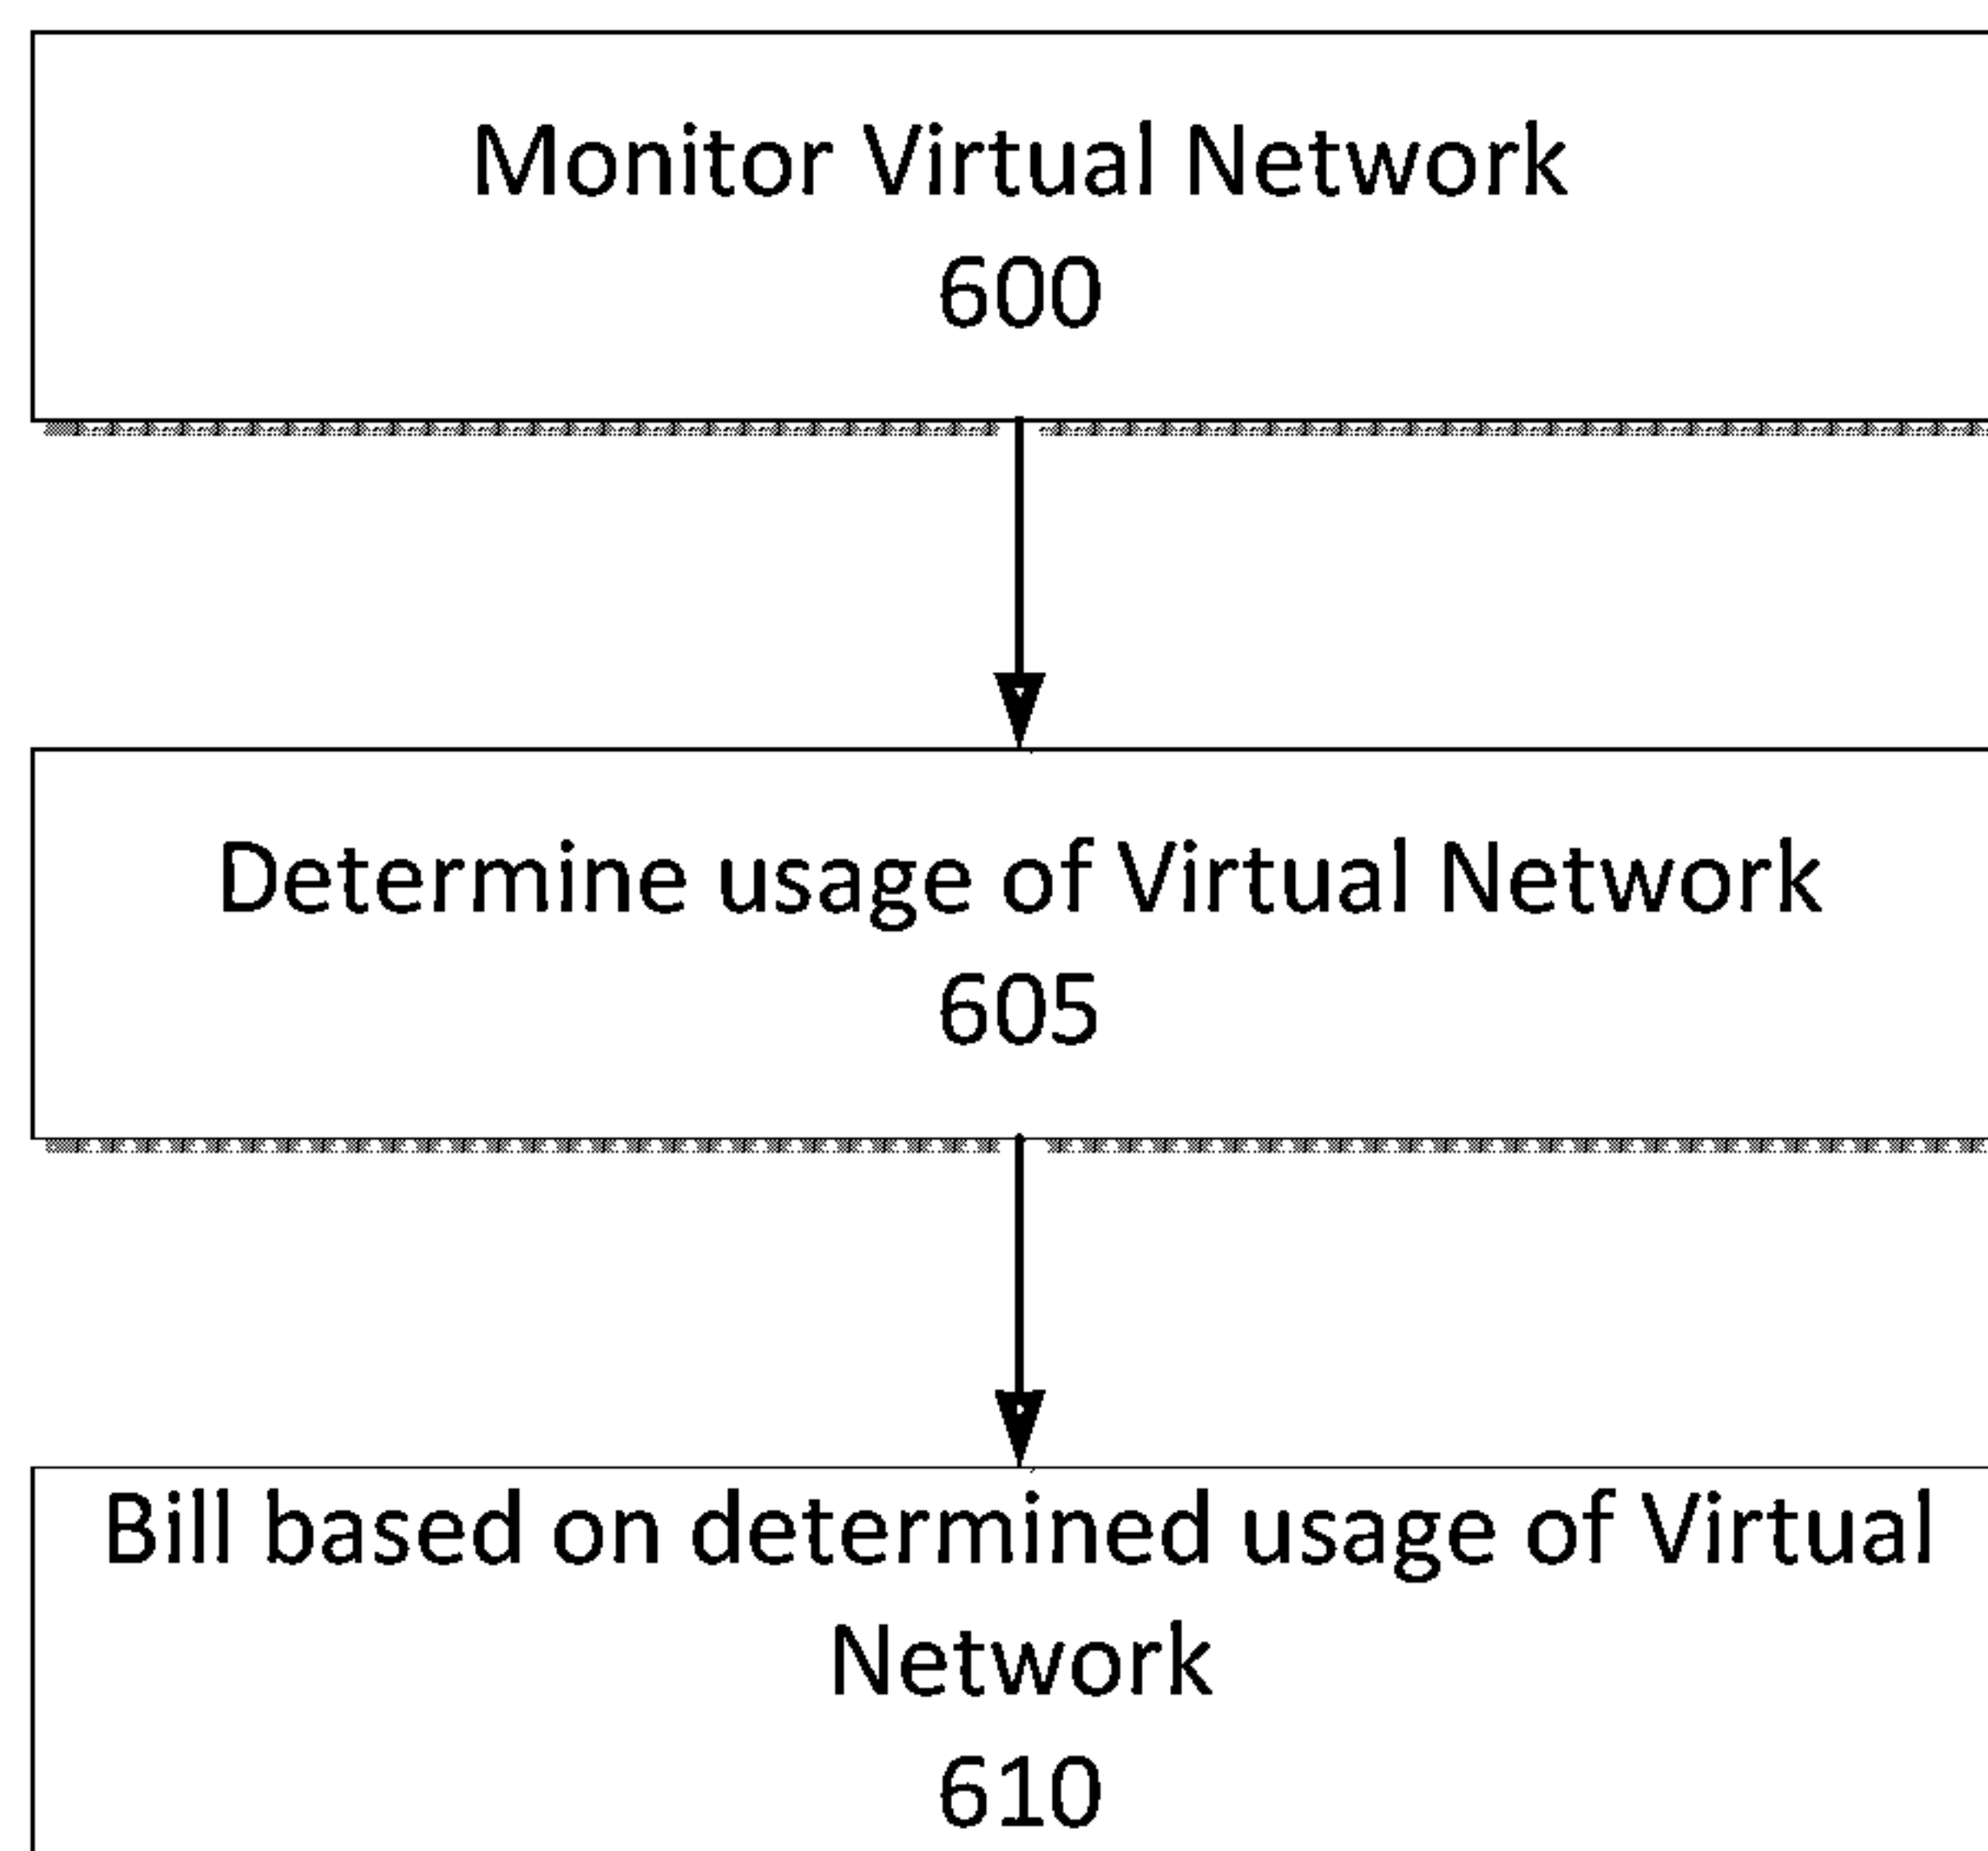 Monitor Virtual Network
600
Determine usage of Virtual Network
605
Bill based on determined usage of Virtual
Network
610